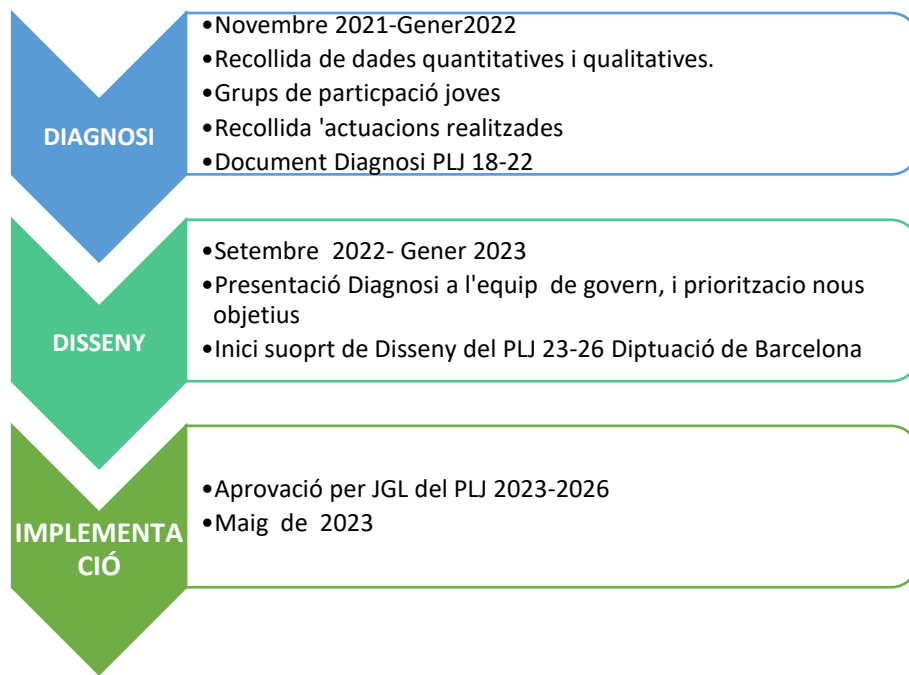 DIAGNOSI
•Novembre 2021-Gener2022
•Recollida de dades quantitatives i qualitatives.
•Grups de particpació joves
•Recollida 'actuacions realitzades
•Document Diagnosi PLJ 18-22
DISSENY
•Setembre 2022- Gener 2023
•Presentació Diagnosi a l'equip de govern, i prioritzacio nous
objetius
•Inici suoprt de Disseny del PLJ 23-26 Diptuació de Barcelona
IMPLEMENTA
CIÓ
•Aprovació per JGL del PLJ 2023-2026
•Maig de 2023